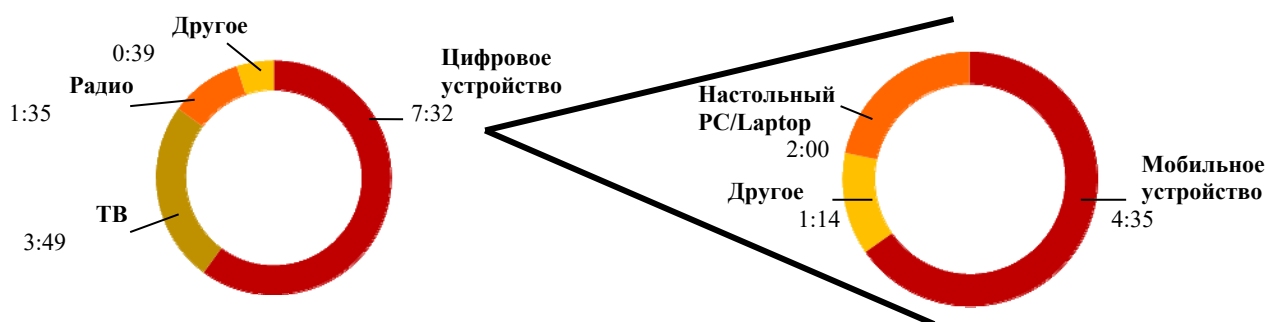 Другое
0:39
Радио
1:35
ТВ
3:49
Цифровое
устройство
7:32
Настольный
PC/Laptop
2:00
Другое
1:14
Мобильное
устройство
4:35